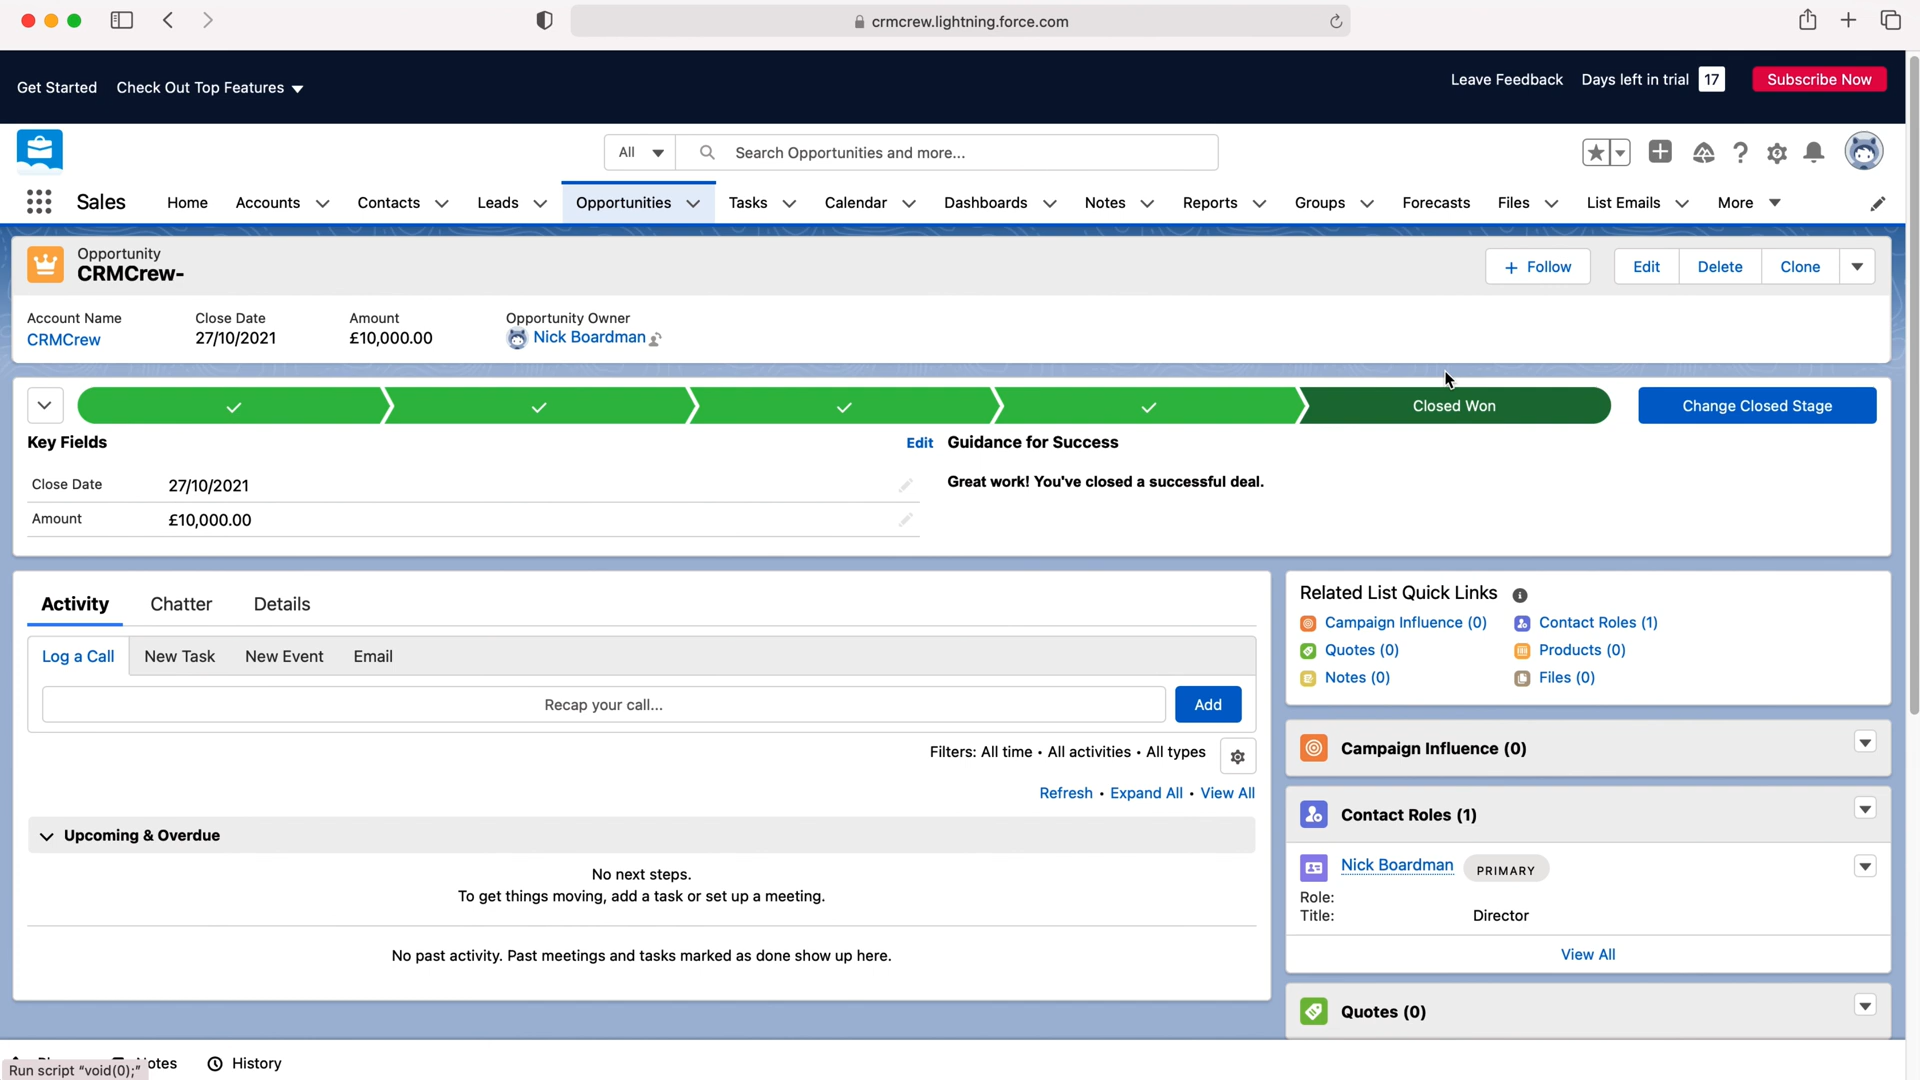 crmcrew.lightning.force.com
Get Started Check Out Top Features Leave Feedback Days left in trial 17 Subscribe Now
All Search Opportunities and more...
Sales Home Accounts Contacts Leads Opportunities Tasks Calendar Dashboards Notes Reports Groups Forecasts Files List Emails More
Opportunity
CRMCrew-
Follow Edit Delete Clone
Account Name Close Date Amount Opportunity Owner
CRMCrew 27/10/2021 £10,000.00 Nick Boardman
Closed Won Change Closed Stage
Key Fields Edit Guidance for Success
Close Date 27/10/2021 Great work! You've closed a successful deal.
Amount £10,000.00
Activity Chatter Details
Log a Call New Task New Event Email
Recap your call... Add
Filters: All time • All activities • All types
Refresh • Expand All • View All
Upcoming & Overdue
No next steps.
To get things moving, add a task or set up a meeting.
No past activity. Past meetings and tasks marked as done show up here.
Related List Quick Links
Campaign Influence (0) Contact Roles (1)
Quotes (0) Products (0)
Notes (0) Files (0)
Campaign Influence (0)
Contact Roles (1)
Nick Boardman PRIMARY
Role:
Title: Director
View All
Quotes (0)
History
Run script “void(0);”